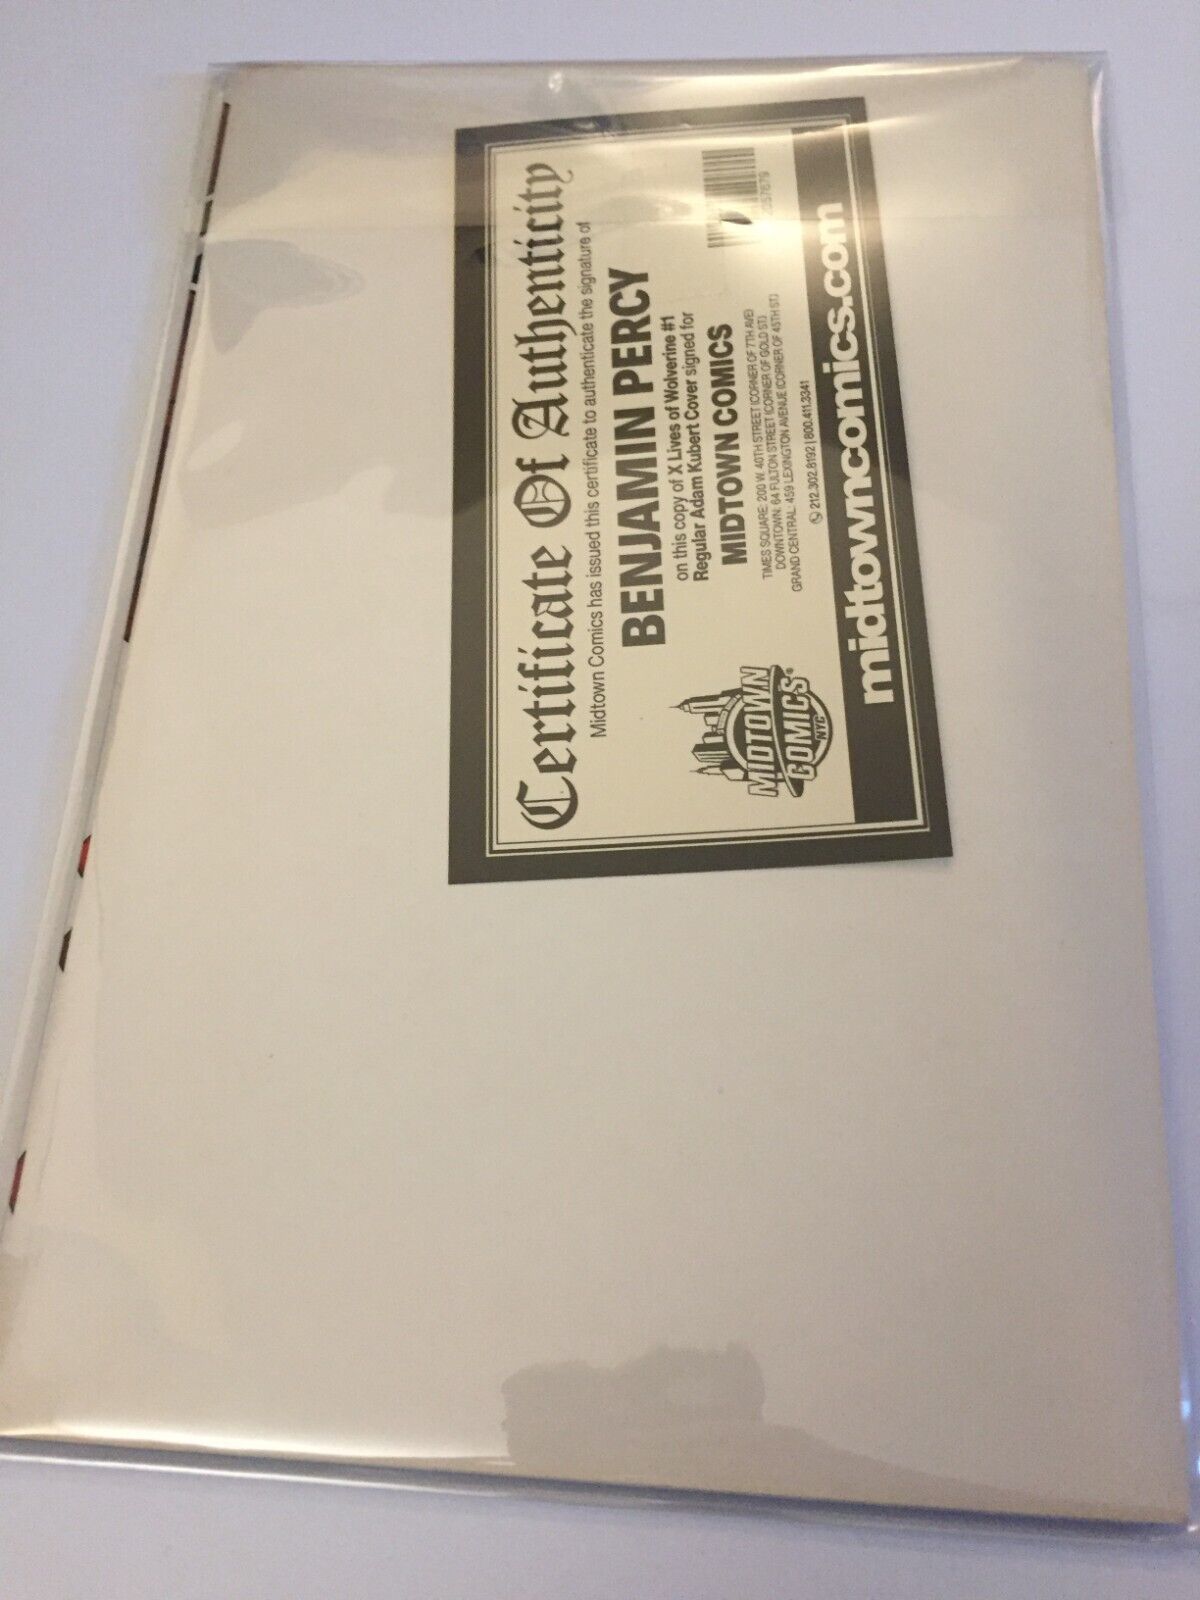 Certificate Of Authenticity
Midtown Comics has issued this certificate to authenticate the signature of
BENJAMIN PERCY
on this copy of X Lives of Wolverine #1
Regular Adam Kubert Cover signed for
MIDTOWN COMICS
TIMES SQUARE: 200 W. 40TH STREET (CORNER OF 7TH AVE)
DOWNTOWN: 64 FULTON STREET (CORNER OF GOLD ST.)
GRAND CENTRAL: 459 LEXINGTON AVENUE (CORNER OF 45TH ST.)
212.302.8192 | 800.411.3341
MIDTOWN
COMICS®
NYC
midtowncomics.com